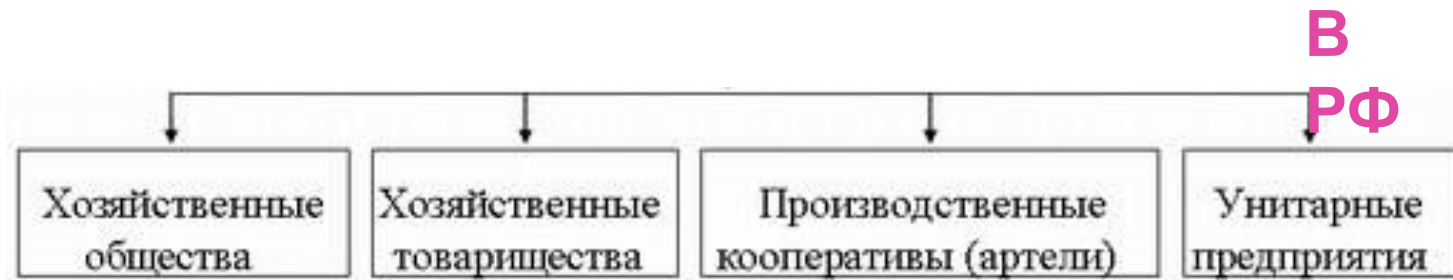 В
РФ
Хозяйственные
общества
Хозяйственные
товарищества
Производственные
кооперативы (артели)
Унитарные
предприятия